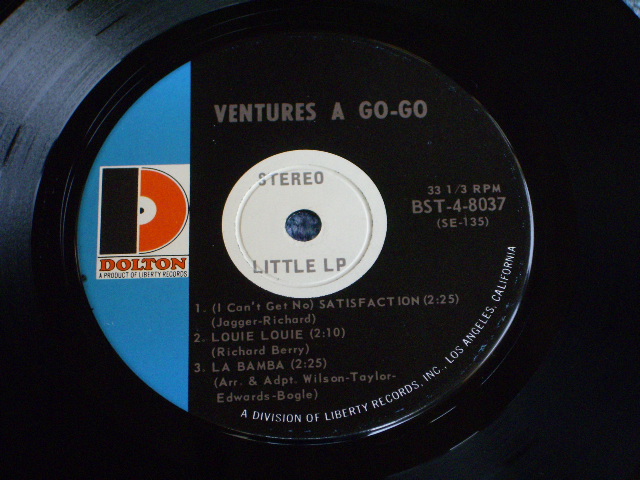 VENTURES A GO-GO
STEREO
33 1/3 RPM
BST-4-8037
(SE-135)
DOLTON
A PRODUCT OF LIBERTY RECORDS
LITTLE LP
1. (I Can't Get No) SATISFACTION (2:25)
(Jagger-Richard)
2. LOUIE LOUIE (2:10)
(Richard Berry)
3. LA BAMBA (2:25)
(Arr. & Adpt. Wilson-Taylor-
Edwards-Bogle)
A DIVISION OF LIBERTY RECORDS, INC., LOS ANGELES, CALIFORNIA